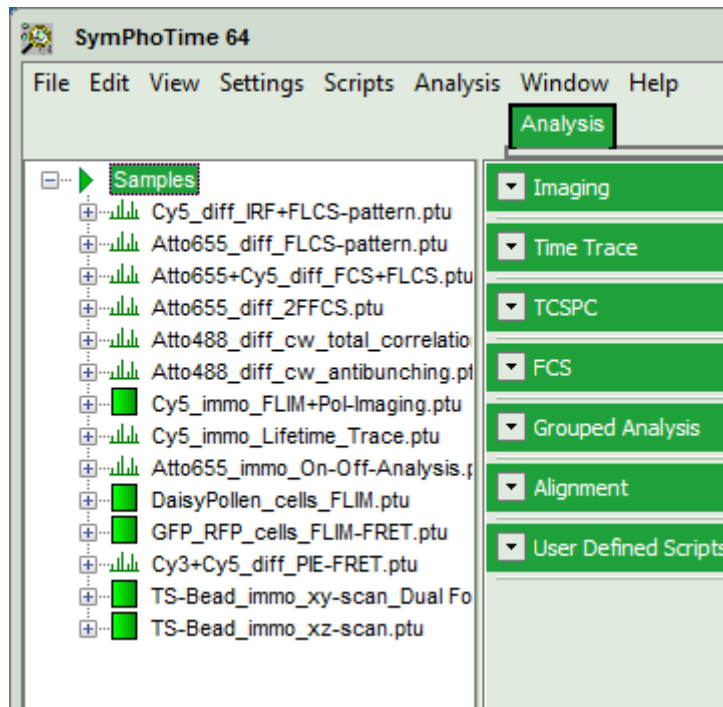 SymPhoTime 64
File Edit View Settings Scripts Analysis Window Help
Analysis
Samples
Cy5_diff_IRF+FLCS-pattern.ptu
Atto655_diff_FLCS-pattern.ptu
Atto655+Cy5_diff_FCS+FLCS.ptu
Atto655_diff_2FFCS.ptu
Atto488_diff_cw_total_correlatio
Atto488_diff_cw_antibunching.pt
Cy5_immo_FLIM+Pol-Imaging.ptu
Cy5_immo_Lifetime_Trace.ptu
Atto655_immo_On-Off-Analysis.p
DaisyPollen_cells_FLIM.ptu
GFP_RFP_cells_FLIM-FRET.ptu
Cy3+Cy5_diff_PIE-FRET.ptu
TS-Bead_immo_xy-scan_Dual Fo
TS-Bead_immo_xz-scan.ptu
Imaging
Time Trace
TCSPC
FCS
Grouped Analysis
Alignment
User Defined Scripts